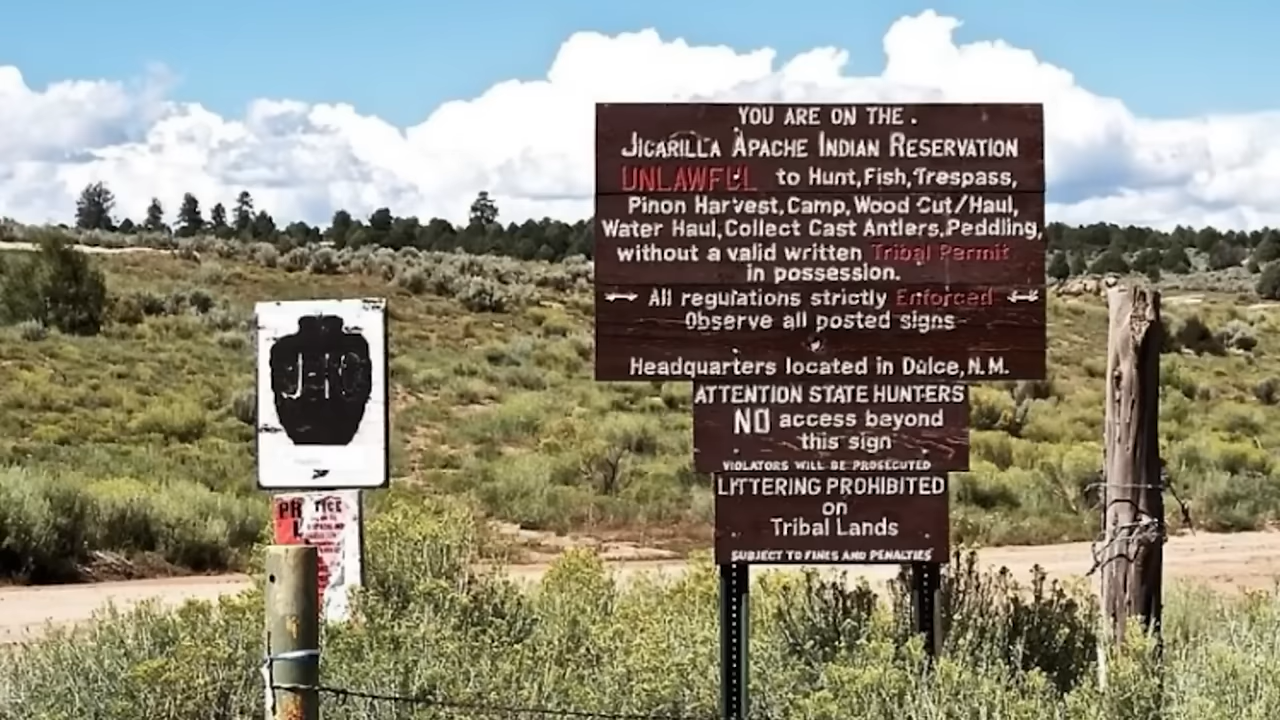 YOU ARE ON THE.
JICARILLA APACHE INDIAN RESERVATION
UNLAWFUL to Hunt, Fish, Trespass,
Pinon Harvest, Camp, Wood Cut/Haul,
Water Haul, Collect Cast Antlers, Peddling,
without a valid written Tribal Permit
in possession.
All regulations strictly Enforced
Observe all posted signs
Headquarters located in Dulce, N.M.
ATTENTION STATE HUNTERS
NO access beyond
this sign
VIOLATORS WILL BE PROSECUTED
LITTERING PROHIBITED
on
Tribal Lands
SUBJECT TO FINES AND PENALTIES